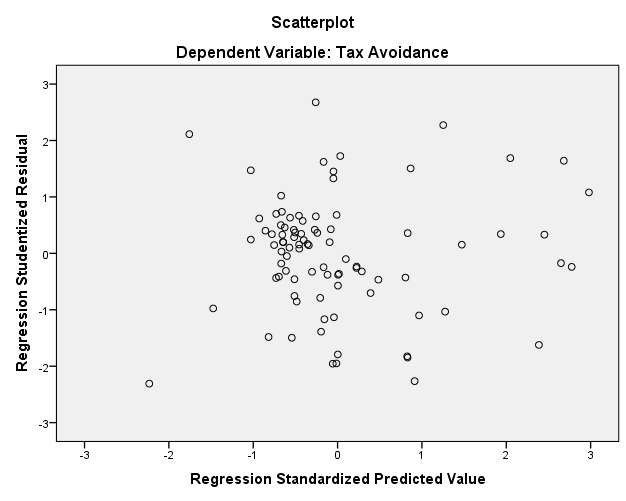 Scatterplot
Dependent Variable: Tax Avoidance
Regression Studentized Residual
3
2
1
0
-1
-2
-3
-3 -2 -1 0 1 2 3
Regression Standardized Predicted Value